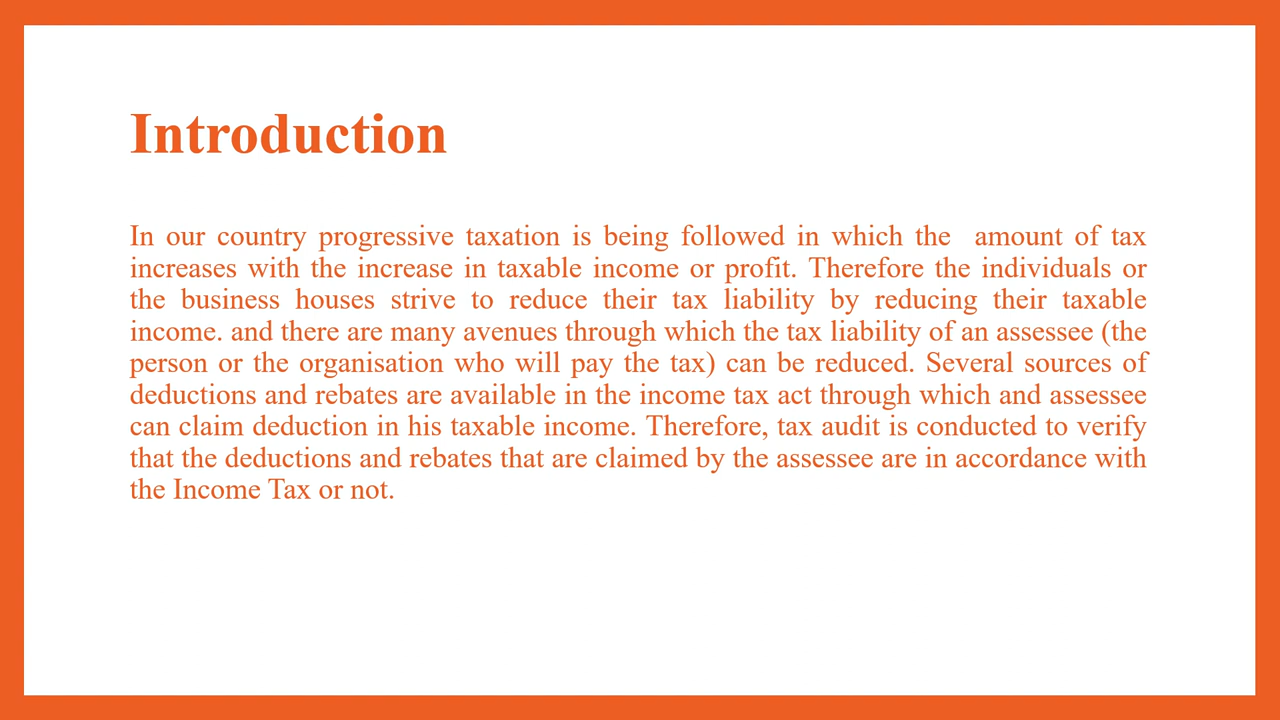 Introduction
In our country progressive taxation is being followed in which the  amount of tax
increases with the increase in taxable income or profit. Therefore the individuals or
the business houses strive to reduce their tax liability by reducing their taxable
income. and there are many avenues through which the tax liability of an assessee (the
person or the organisation who will pay the tax) can be reduced. Several sources of
deductions and rebates are available in the income tax act through which and assessee
can claim deduction in his taxable income. Therefore, tax audit is conducted to verify
that the deductions and rebates that are claimed by the assessee are in accordance with
the Income Tax or not.